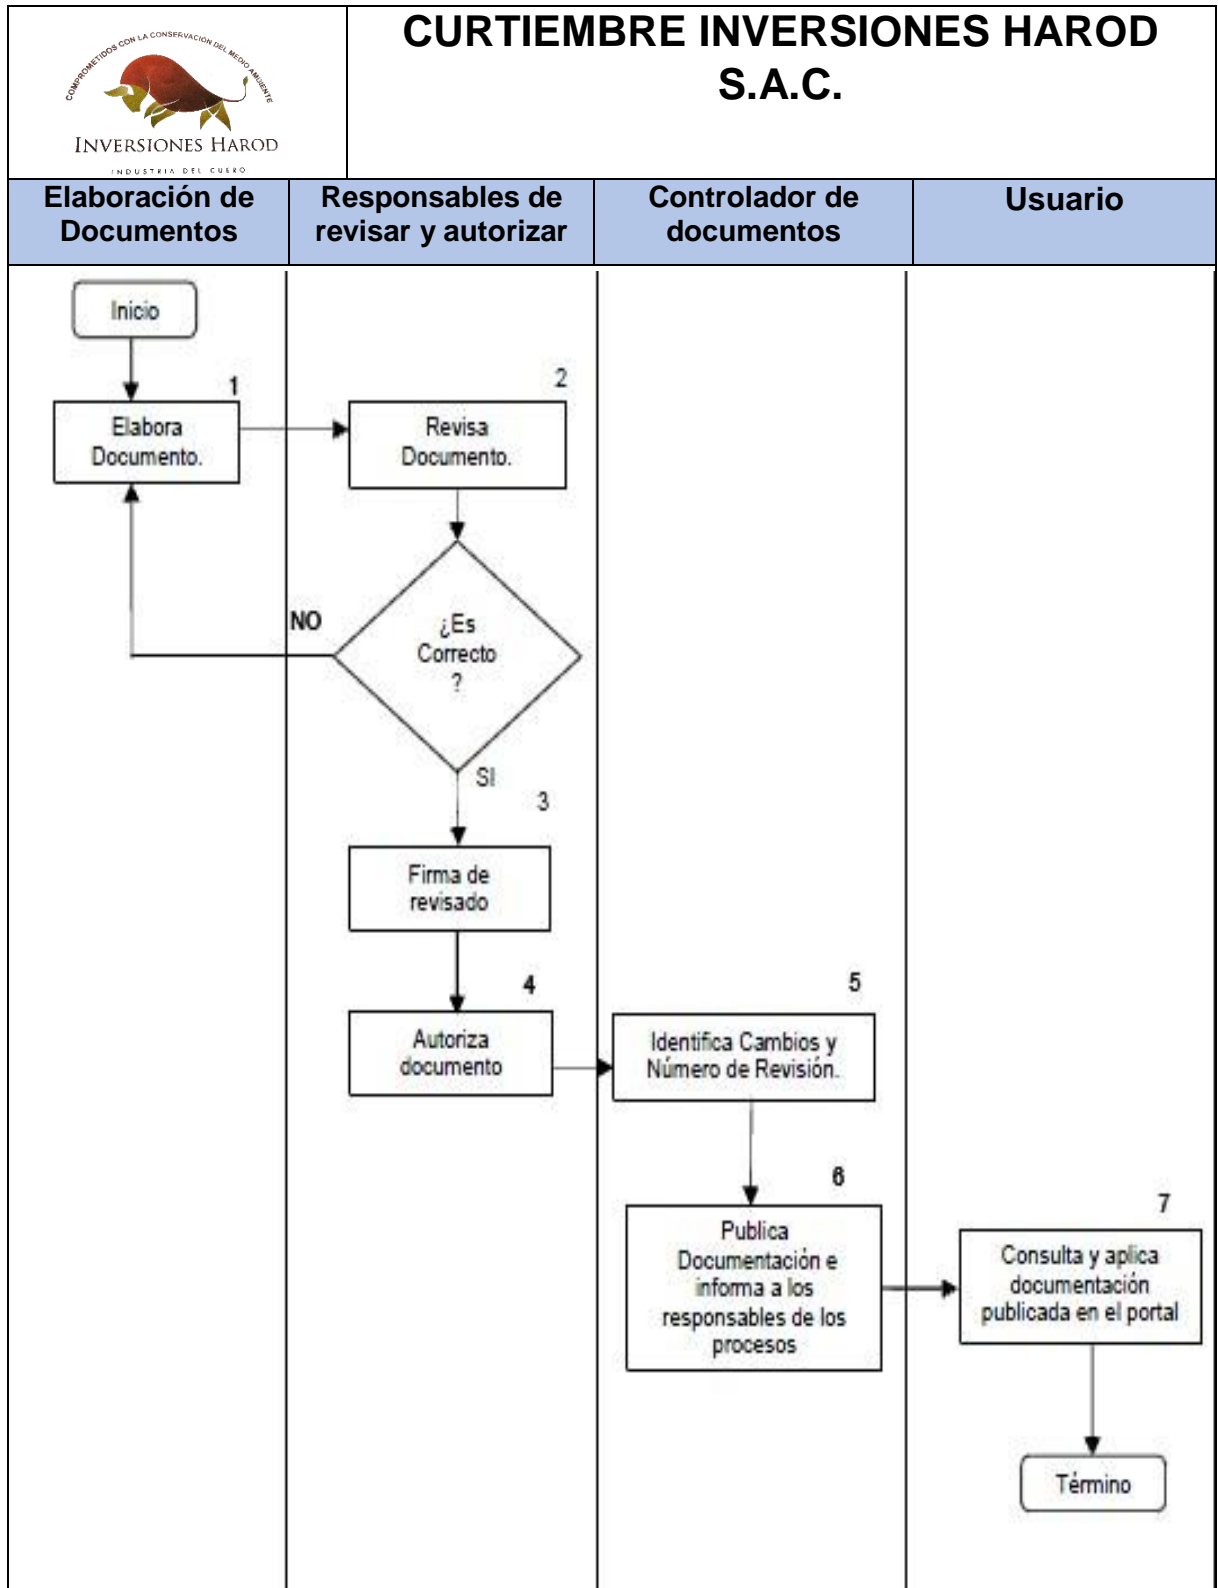 COMPROMETIDOS CON LA CONSERVACIÓN DEL MEDIO AMBIENTE
INVERSIONES HAROD
INDUSTRIA DEL CUERO
CURTIEMBRE INVERSIONES HAROD
S.A.C.
Elaboración de
Documentos
Responsables de
revisar y autorizar
Controlador de
documentos
Usuario
Inicio
1
Elabora
Documento.
2
Revisa
Documento.
NO
¿Es
Correcto
?
SI
3
Firma de
revisado
4
Autoriza
documento
5
Identifica Cambios y
Número de Revisión.
6
Publica
Documentación e
informa a los
responsables de los
procesos
7
Consulta y aplica
documentación
publicada en el portal
Término